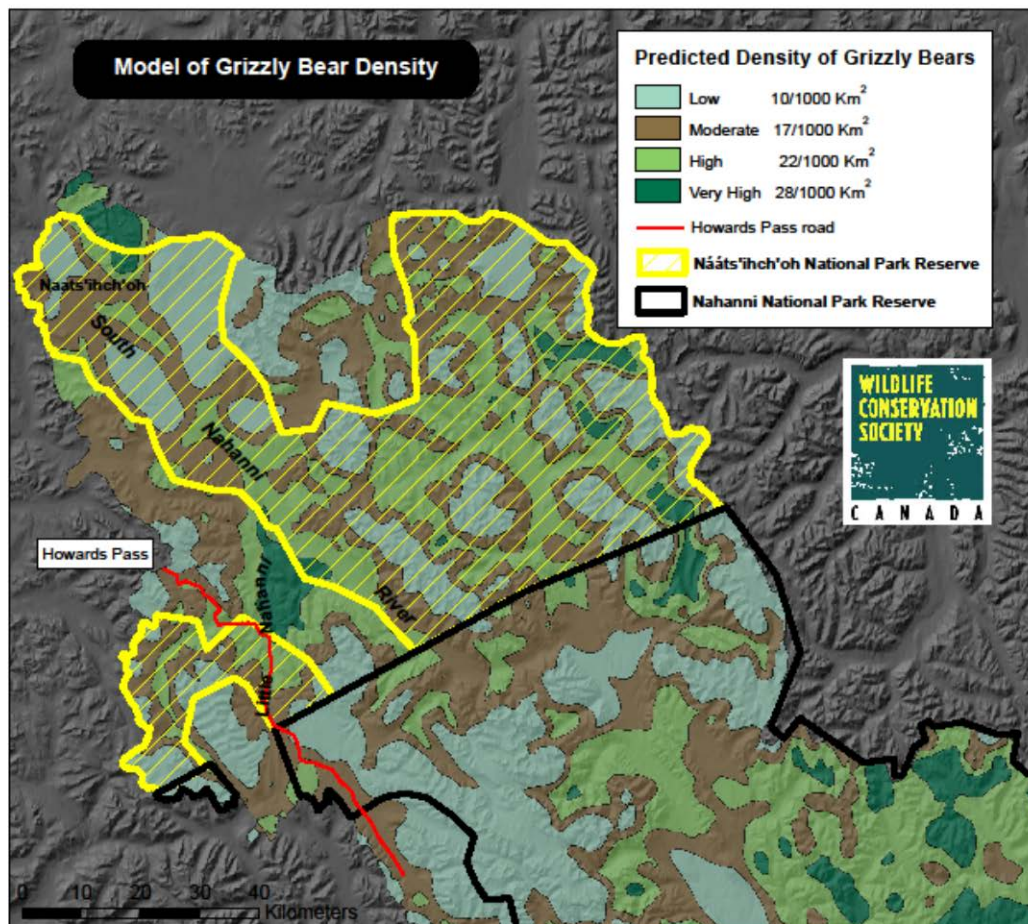 Model of Grizzly Bear Density
Predicted Density of Grizzly Bears
Low 10/1000 Km²
Moderate 17/1000 Km²
High 22/1000 Km²
Very High 28/1000 Km²
Howards Pass road
Nááts'ihch'oh National Park Reserve
Nahanni National Park Reserve
Naats'ihch'oh
South
Nahanni
River
WILDLIFE
CONSERVATION
SOCIETY
CANADA
Howards Pass
Little Nahanni
0 10 20 30 40
Kilometers